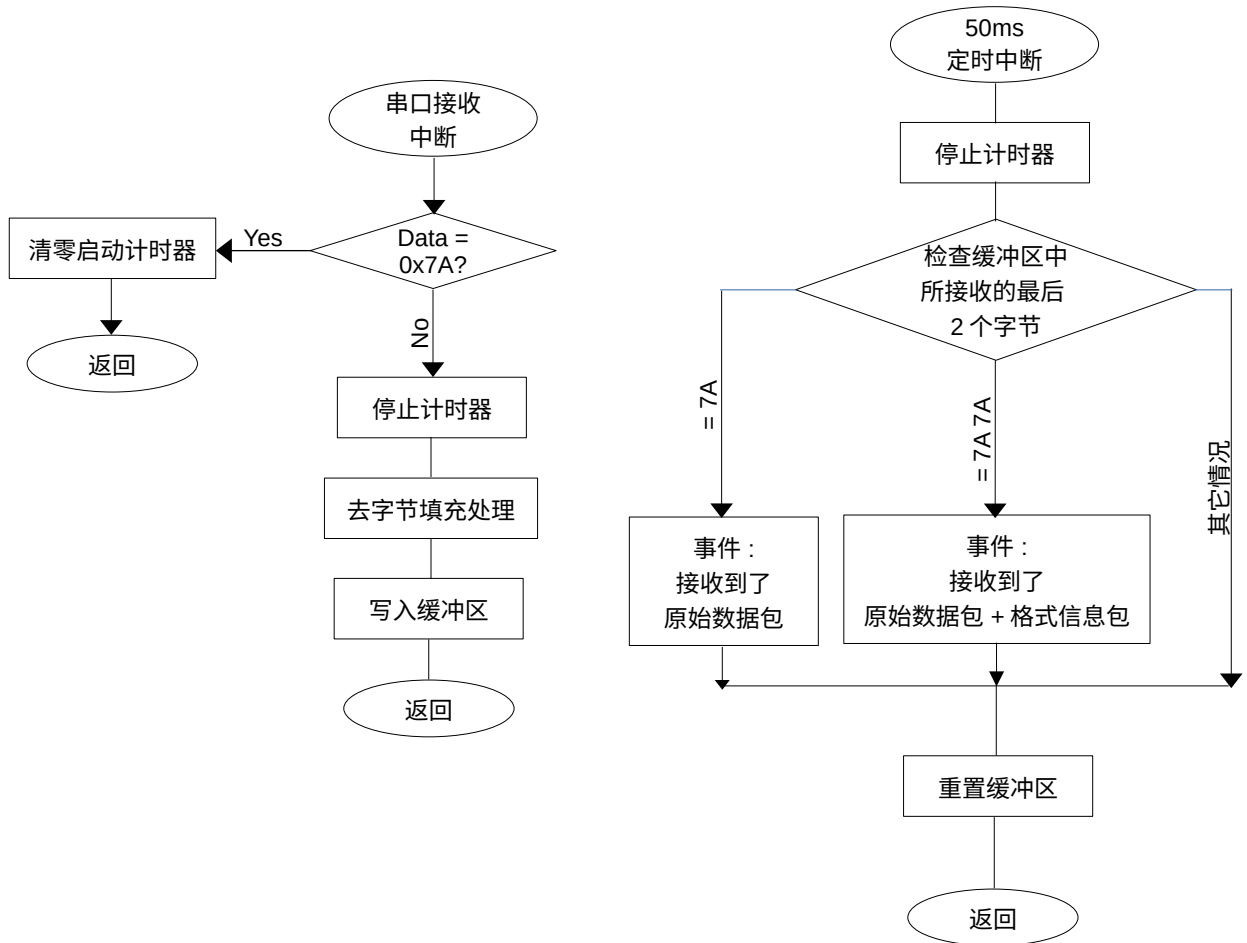 串口接收
中断
Data =
0x7A?
Yes
清零启动计时器
返回
No
停止计时器
去字节填充处理
写入缓冲区
返回
50ms
定时中断
停止计时器
检查缓冲区中
所接收的最后
2 个字节
= 7A
= 7A 7A
其它情况
事件 :
接收到了
原始数据包
事件 :
接收到了
原始数据包 + 格式信息包
重置缓冲区
返回